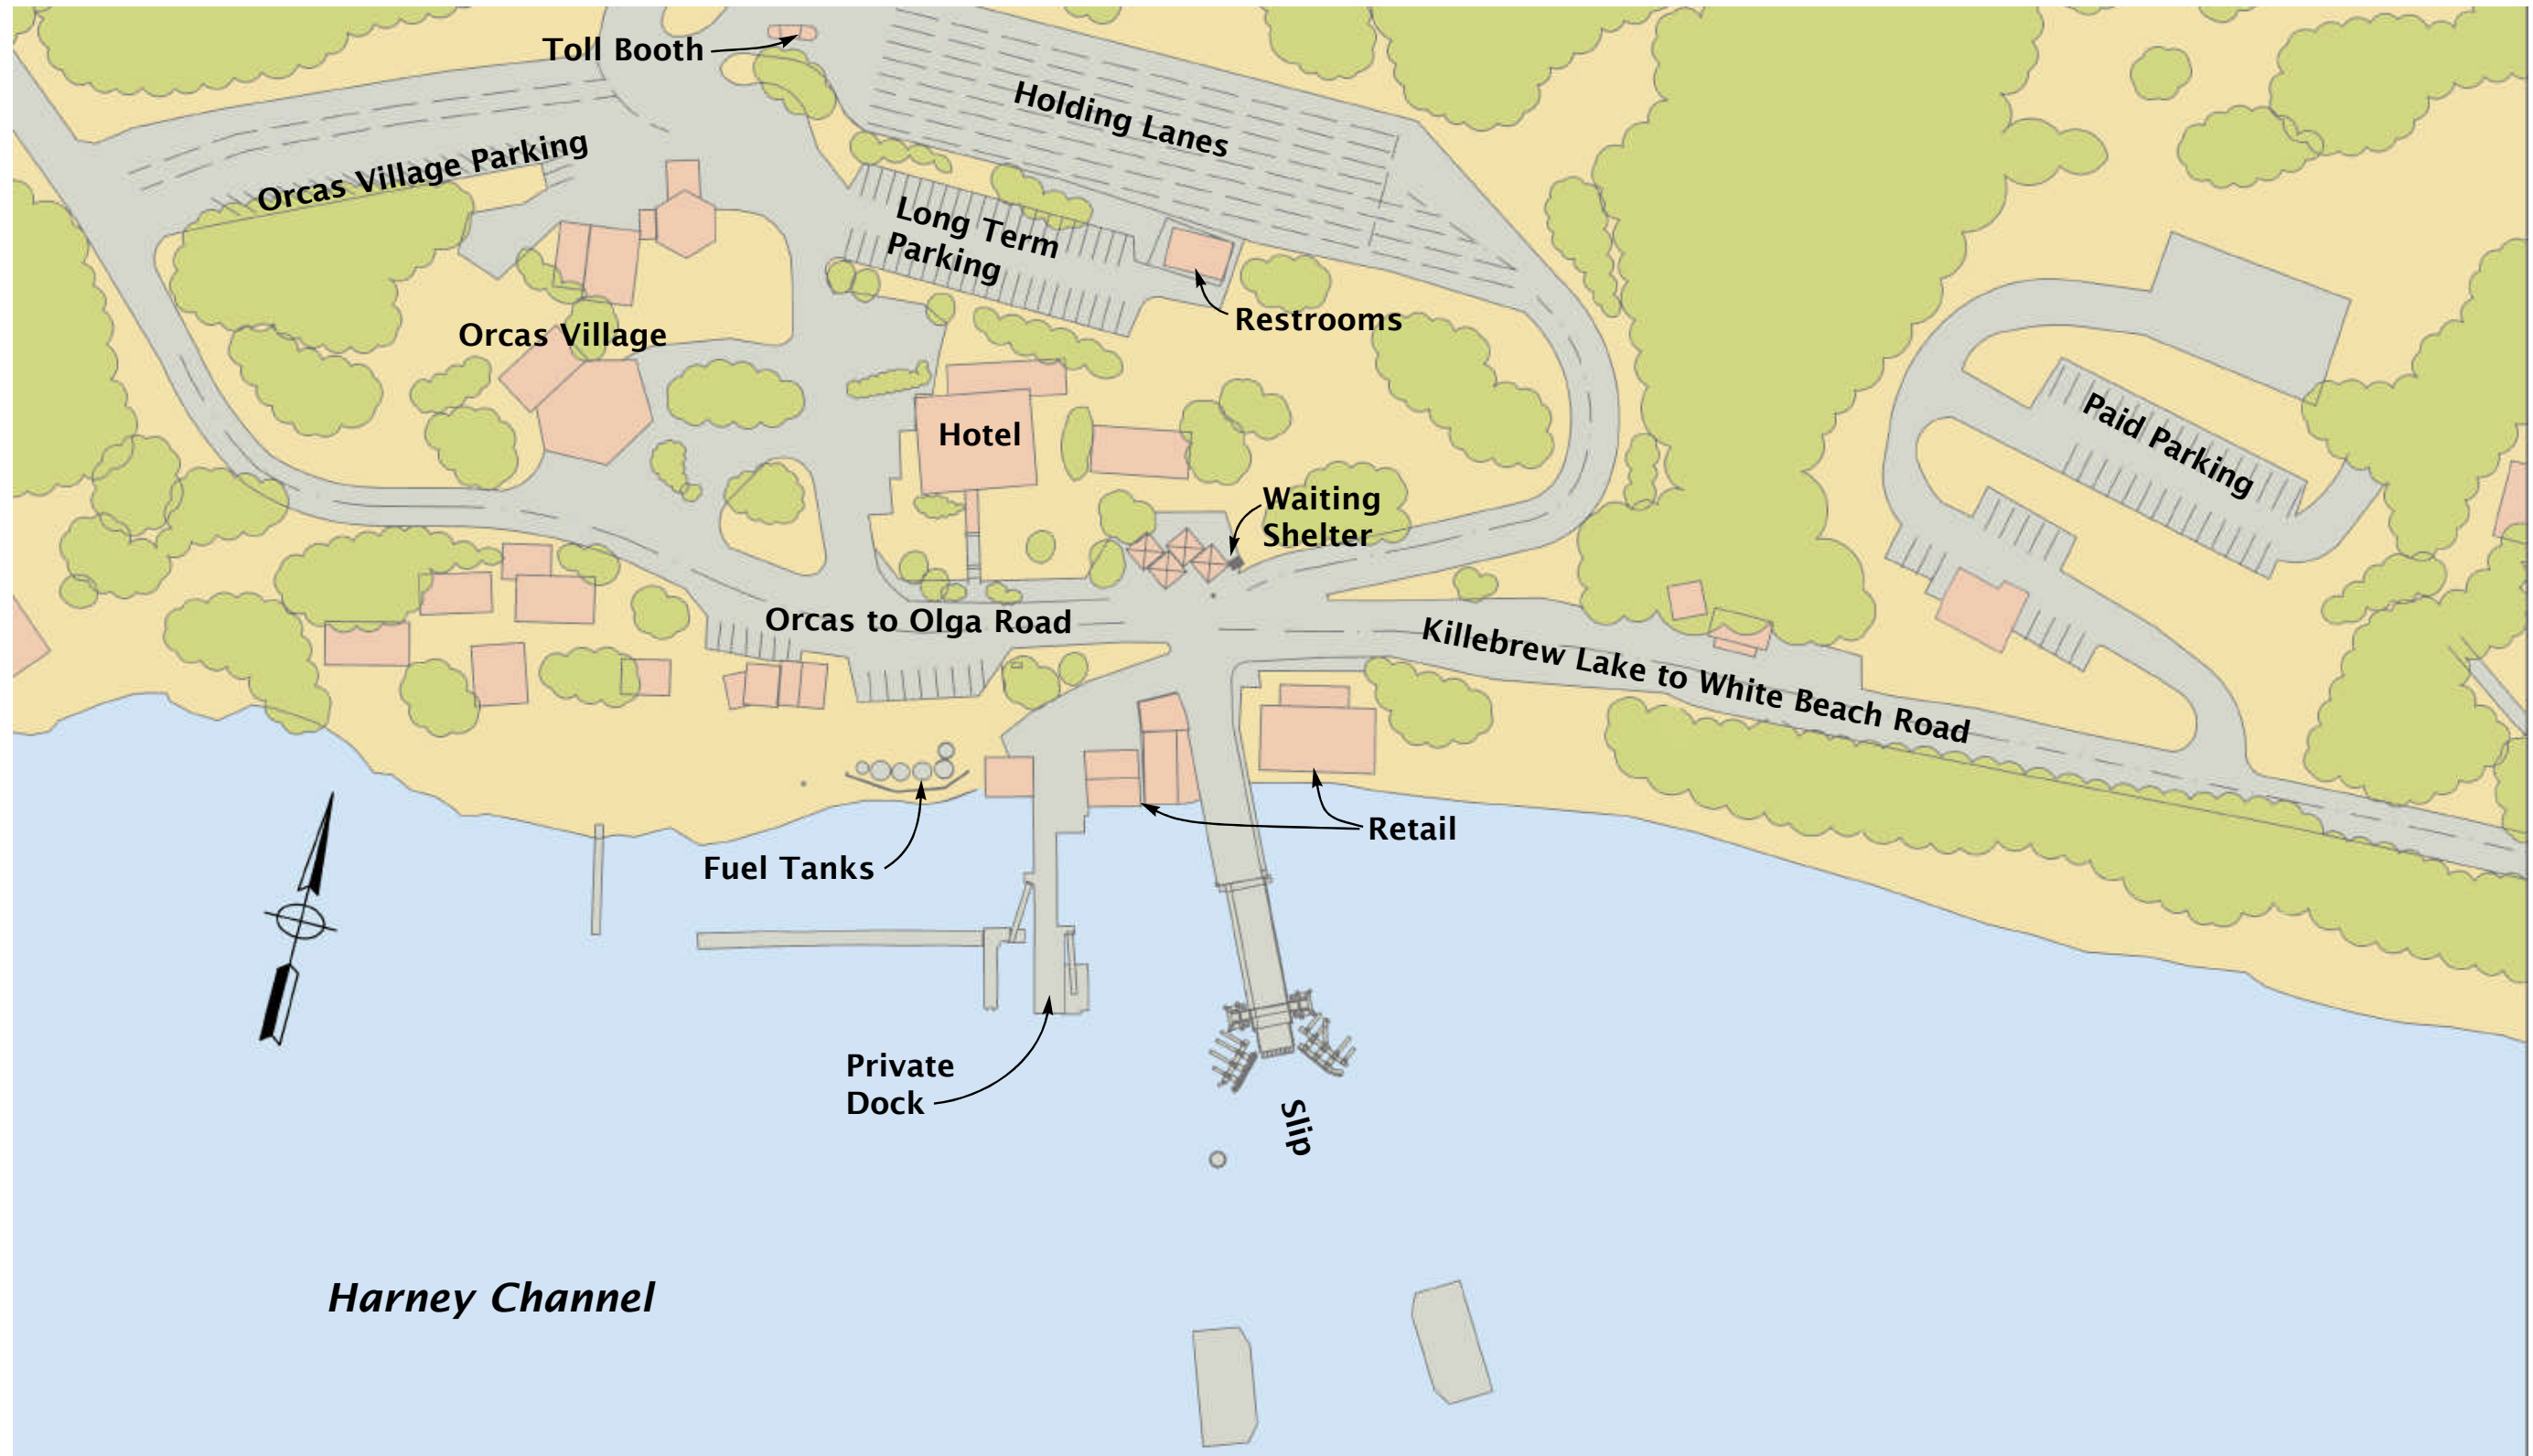 Toll Booth
Holding Lanes
Orcas Village Parking
Long Term
Parking
Restrooms
Orcas Village
Paid Parking
Hotel
Waiting
Shelter
Orcas to Olga Road
Killebrew Lake to White Beach Road
Retail
Fuel Tanks
Private
Dock
Slip
Harney Channel